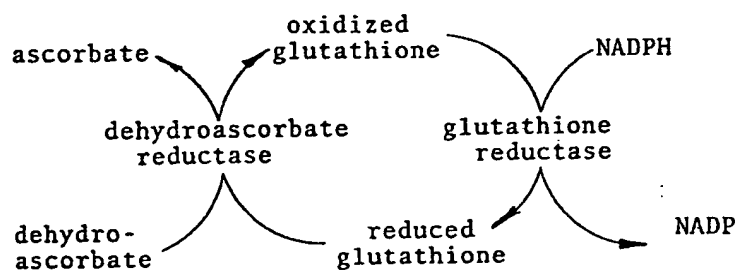 oxidized
glutathione
ascorbate
NADPH
dehydroascorbate
reductase
glutathione
reductase
dehydro-
ascorbate
reduced
glutathione
NADP